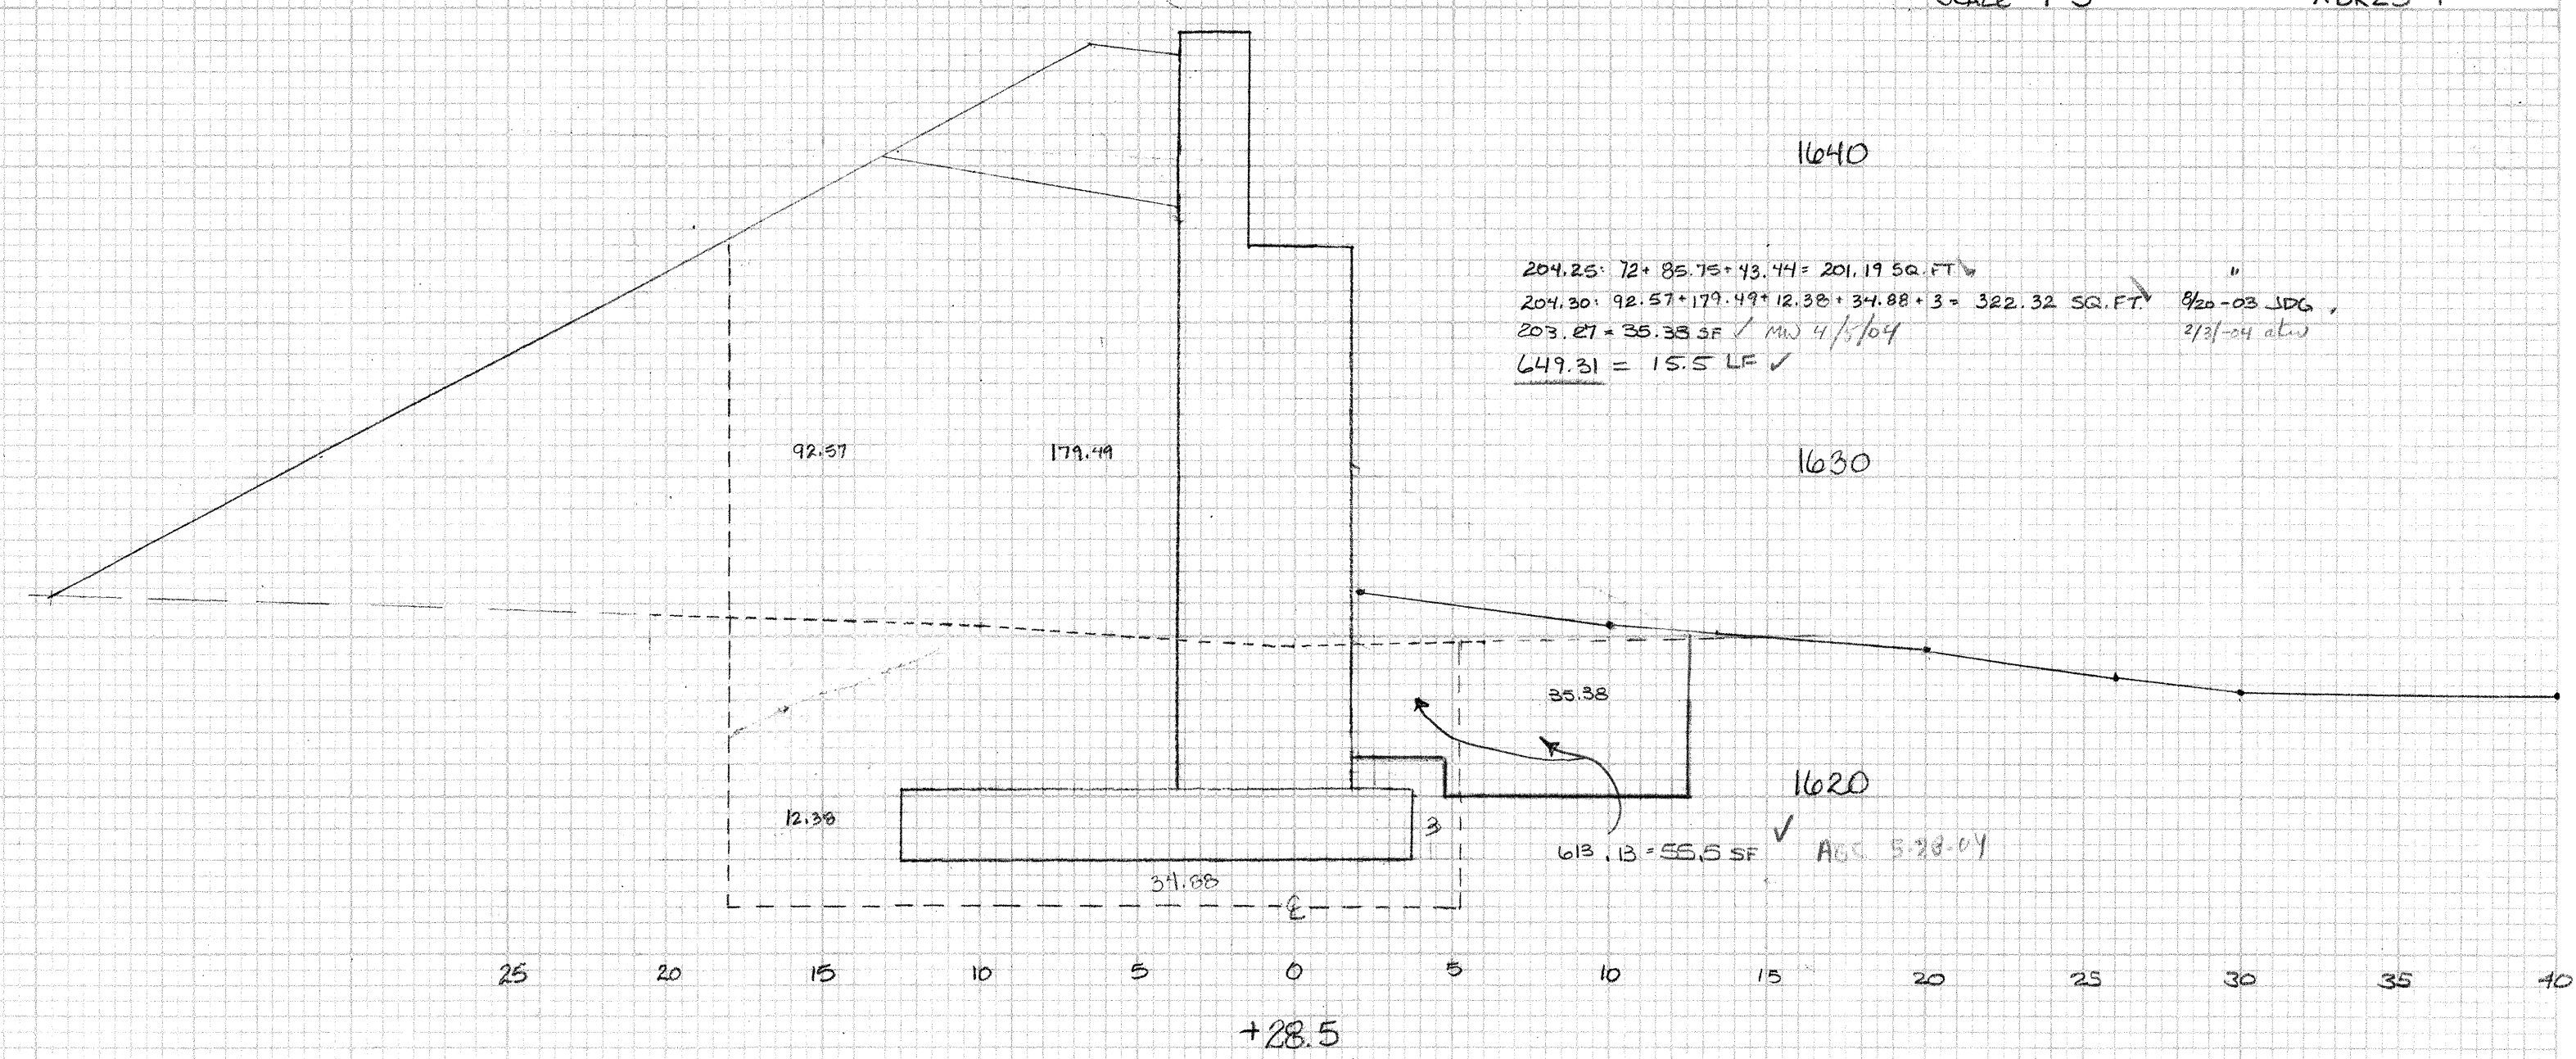 1640
204.25: 72 + 85.75 + 43.44 = 201.19 SQ.FT "
204.30: 92.57 + 179.49 + 12.38 + 34.88 + 3 = 322.32 SQ.FT 8/20-03 JDG
203.27 = 35.38 SF ✓ MW 4/5/04
649.31 = 15.5 LF ✓
92.57 179.49 1630
35.38
1620
12.38 3
613.13 = 55.5 SF ✓ 5-28-04
34.88
℄
25 20 15 10 5 0 5 10 15 20 25 30 35 40
+28.5